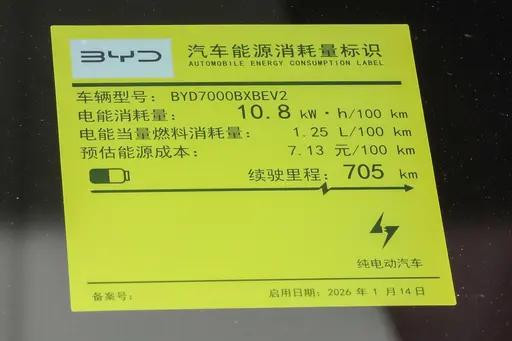 BYD 汽车能源消耗量标识
AUTOMOBILE ENERGY CONSUMPTION LABEL
车辆型号: BYD7000BXBEV2
电能消耗量: 10.8 kW·h/100 km
电能当量燃料消耗量: 1.25 L/100 km
预估能源成本: 7.13 元/100 km
续驶里程: 705 km
纯电动汽车
备案号: 启用日期: 2026 年 1 月 14 日